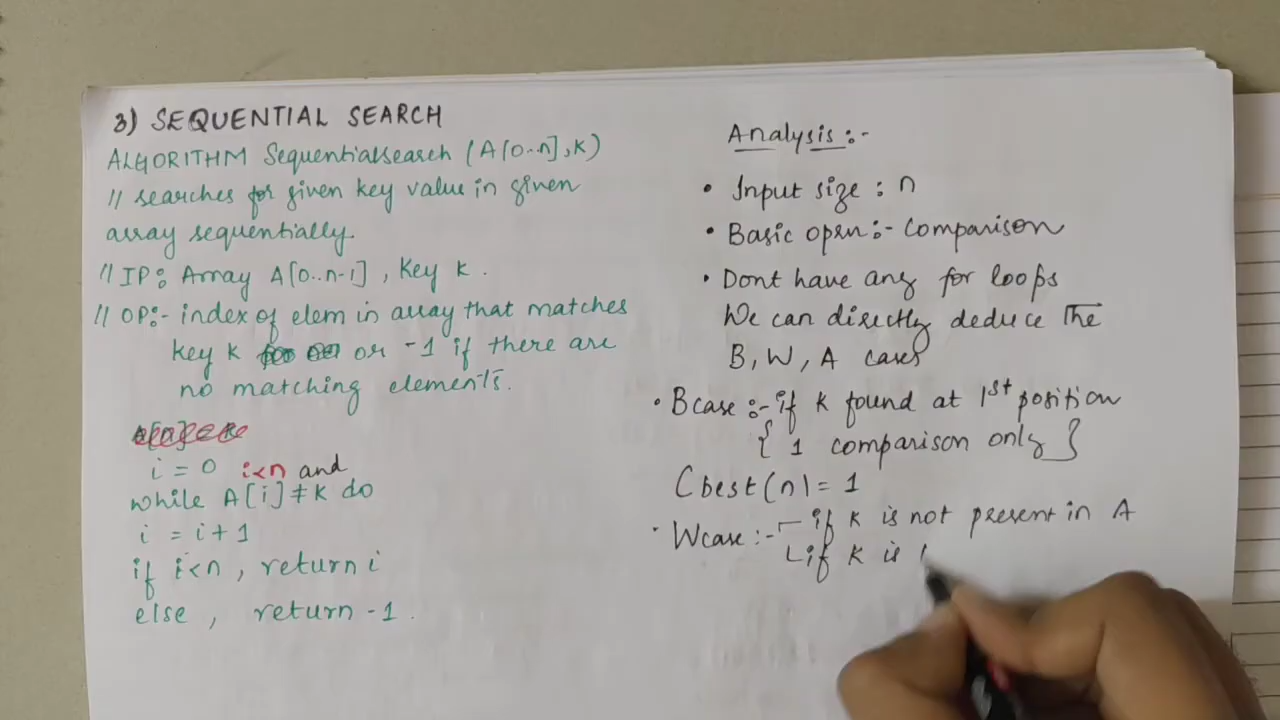 3) SEQUENTIAL SEARCH
ALGORITHM Sequentialsearch (A[0..n], K)
// searches for given key value in given
array sequentially.
// IP: Array A[0..n-1], Key K.
// OP:- index of elem in array that matches
key K or -1 if there are
no matching elements.
i = 0 i<n and
while A[i] ≠ K do
i = i+1
if i<n, return i
else, return -1.
Analysis :-
• Input size : n
• Basic opern :- Comparison
• Dont have any for loops
We can directly deduce The
B, W, A cases
• Bcase :- if K found at 1st position
{ 1 comparison only }
Cbest(n) = 1
• Wcase :- if K is not present in A
if K is